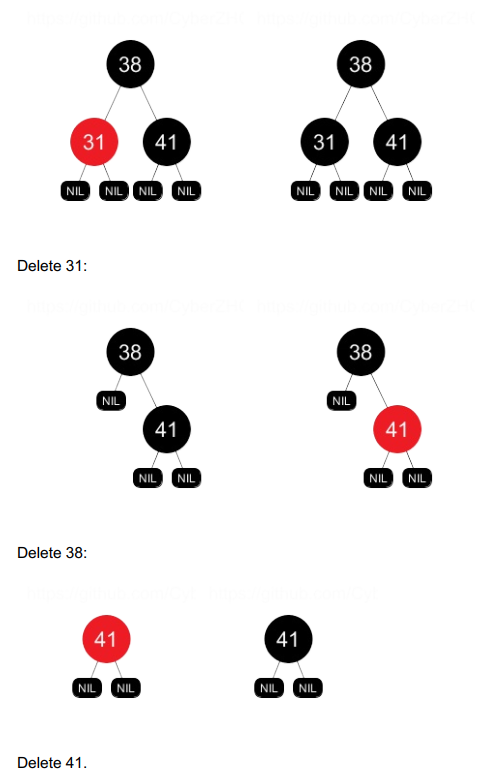 38 38
31 41 31 41
NIL NIL NIL NIL NIL NIL NIL NIL
Delete 31:
38 38
NIL NIL
41 41
NIL NIL NIL NIL
Delete 38:
41 41
NIL NIL NIL NIL
Delete 41.